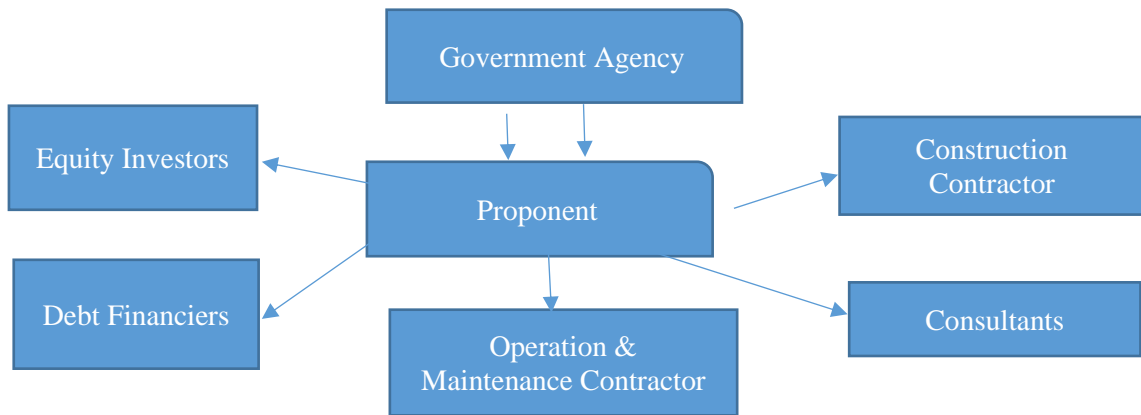 Government Agency
Equity Investors
Construction
Contractor
Proponent
Debt Financiers
Consultants
Operation &
Maintenance Contractor